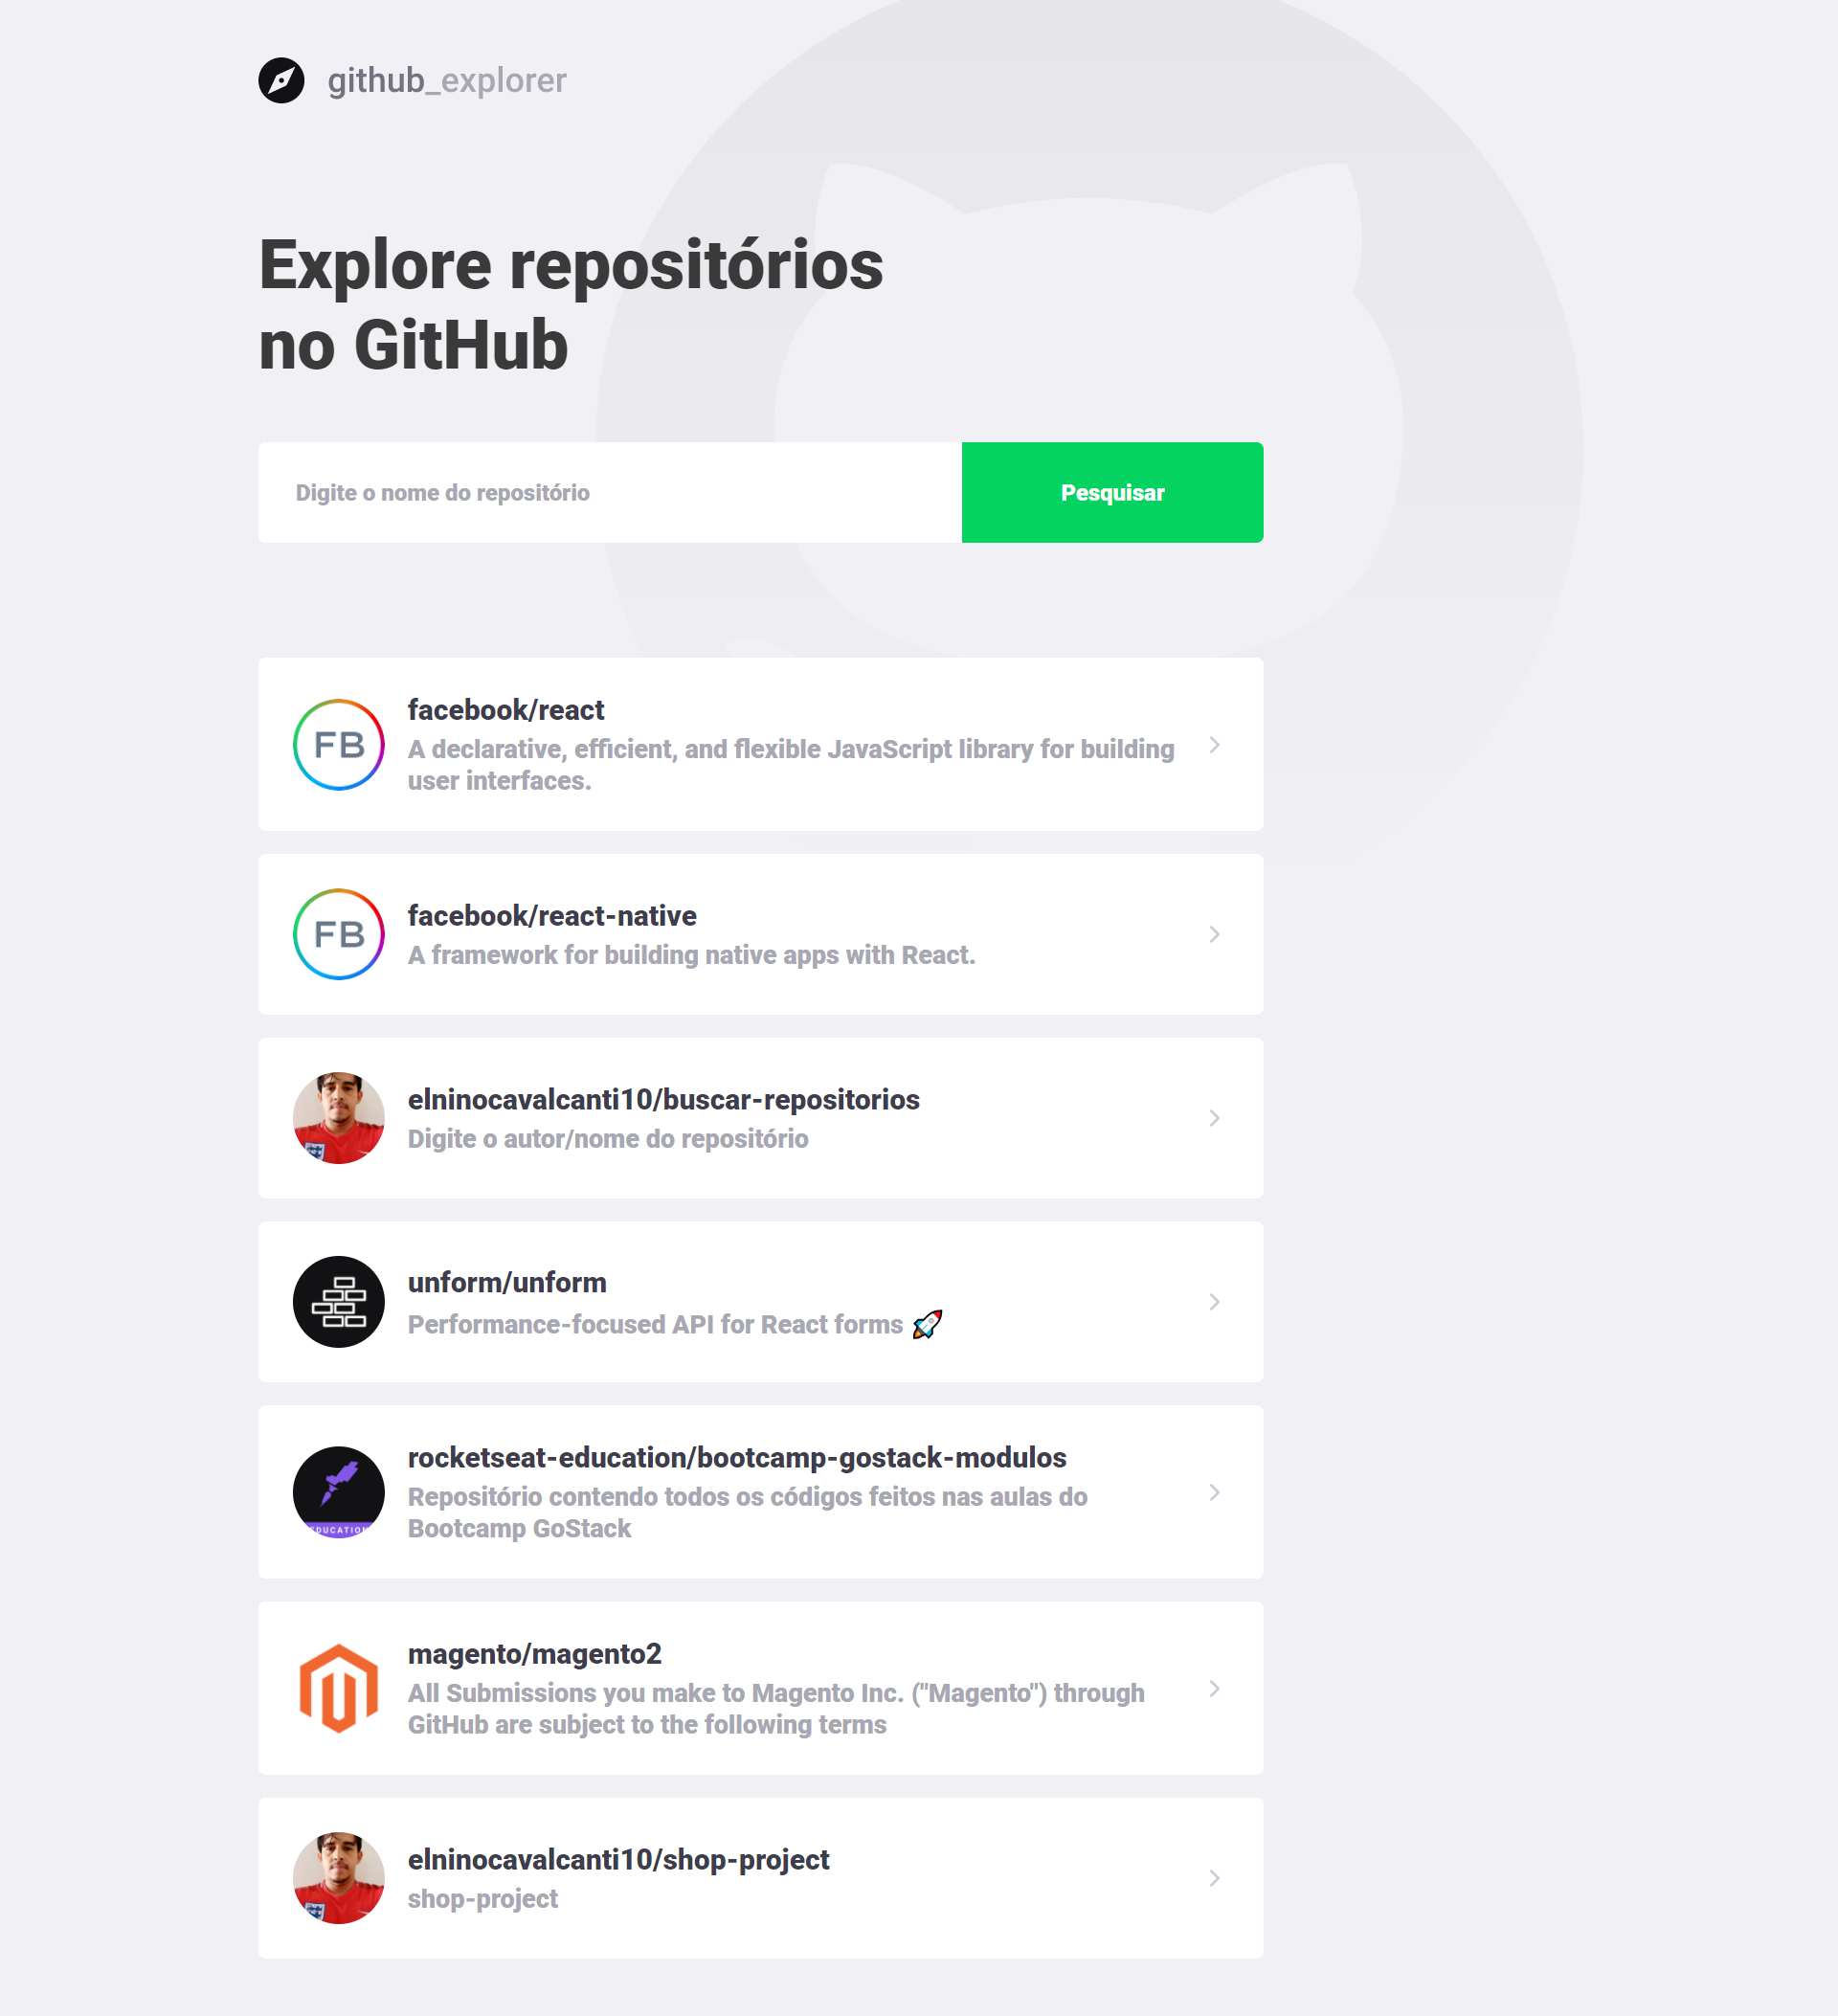 github_explorer
Explore repositórios
no GitHub
Digite o nome do repositório
Pesquisar
FB
facebook/react
A declarative, efficient, and flexible JavaScript library for building
user interfaces.
FB
facebook/react-native
A framework for building native apps with React.
elninocavalcanti10/buscar-repositorios
Digite o autor/nome do repositório
unform/unform
Performance-focused API for React forms 🚀
EDUCATION
rocketseat-education/bootcamp-gostack-modulos
Repositório contendo todos os códigos feitos nas aulas do
Bootcamp GoStack
magento/magento2
All Submissions you make to Magento Inc. ("Magento") through
GitHub are subject to the following terms
elninocavalcanti10/shop-project
shop-project